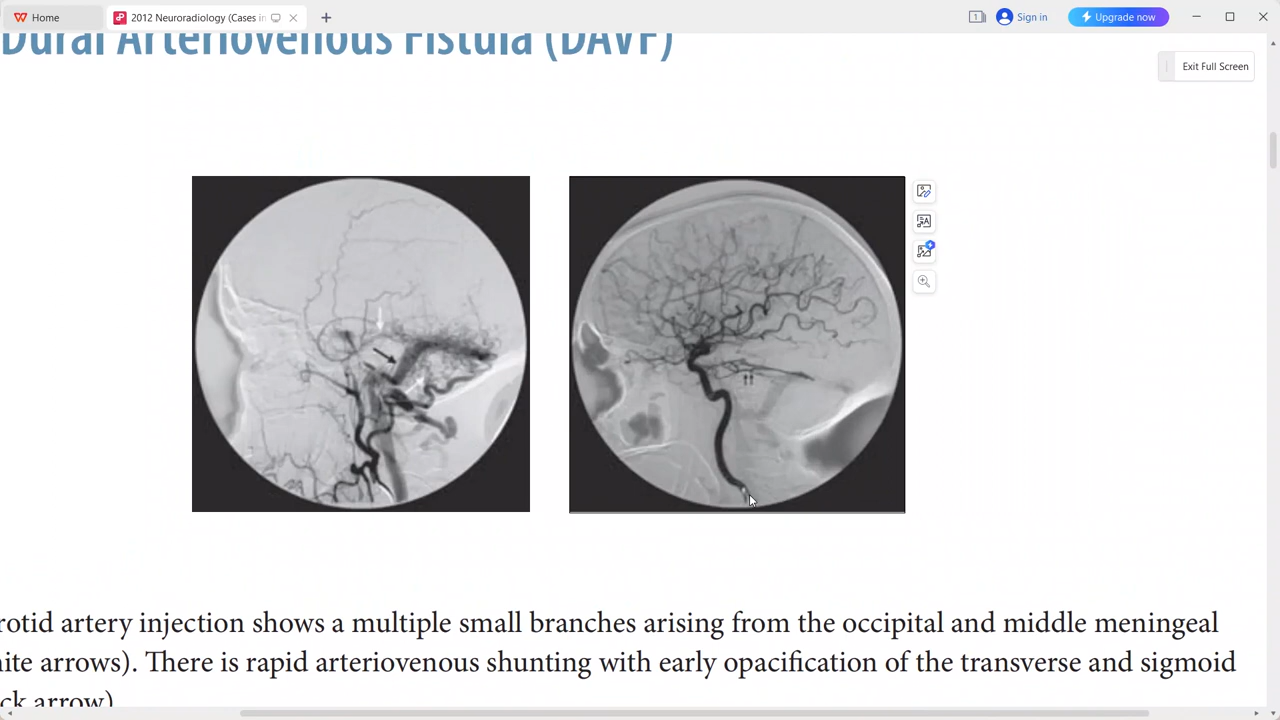 Home
2012 Neuroradiology (Cases in
Sign in
Upgrade now
Dural Arteriovenous Fistula (DAVF)
Exit Full Screen
rotid artery injection shows a multiple small branches arising from the occipital and middle meningeal
ite arrows). There is rapid arteriovenous shunting with early opacification of the transverse and sigmoid
ck arrow)